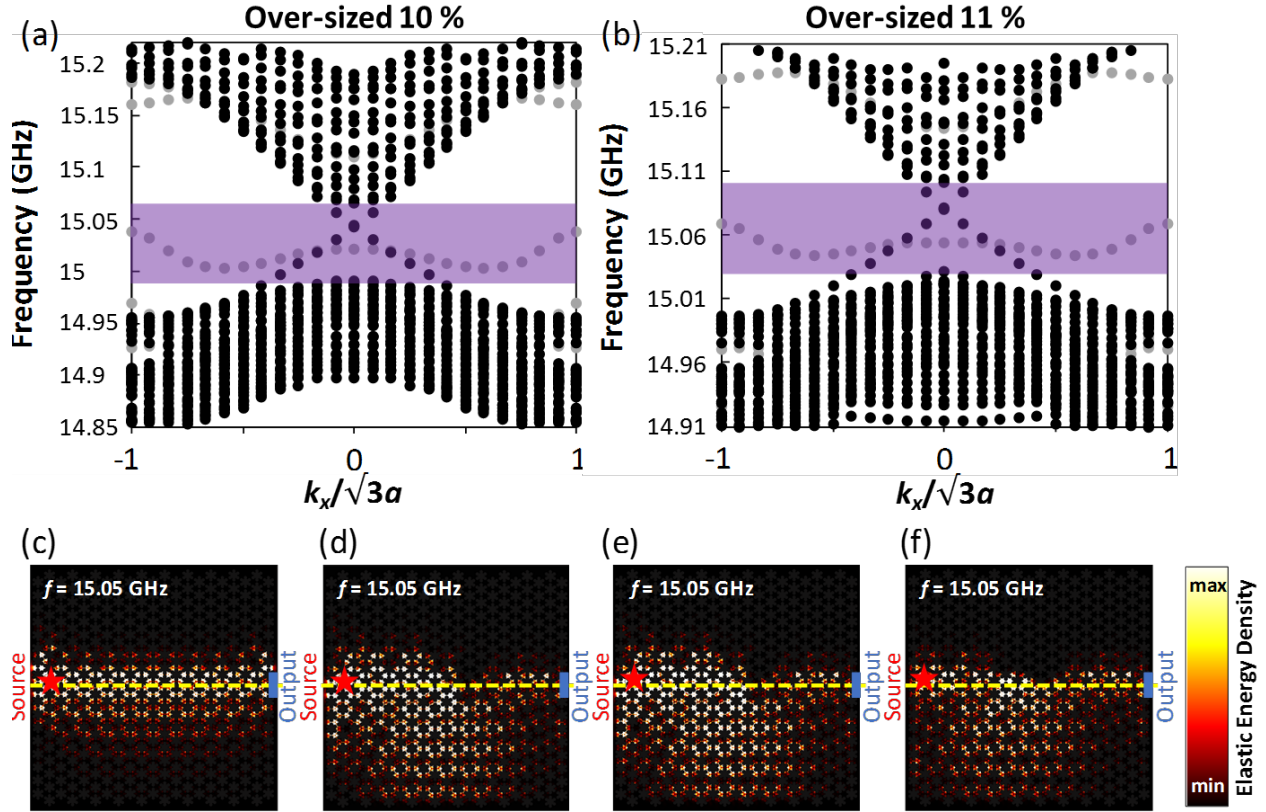 Over-sized 10 %
Over-sized 11 %
(a)
(b)
Frequency (GHz)
15.2
15.15
15.1
15.05
15
14.95
14.9
14.85
-1
0
1
kx/√3a
Frequency (GHz)
15.21
15.16
15.11
15.06
15.01
14.96
14.91
-1
0
1
kx/√3a
(c)
(d)
(e)
(f)
f = 15.05 GHz
f = 15.05 GHz
f = 15.05 GHz
f = 15.05 GHz
Source
Output
Source
Output
Source
Output
Source
Output
max
min
Elastic Energy Density